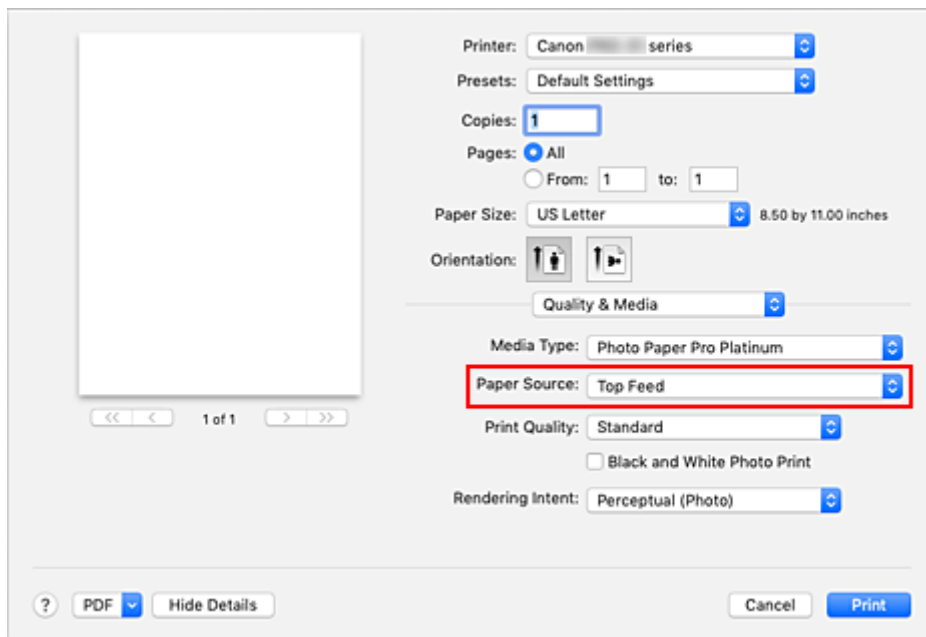 Printer: Canon series
Presets: Default Settings
Copies: 1
Pages: All
From: 1 to: 1
Paper Size: US Letter 8.50 by 11.00 inches
Orientation:
Quality & Media
Media Type: Photo Paper Pro Platinum
Paper Source: Top Feed
<< < 1 of 1 > >>
Print Quality: Standard
Black and White Photo Print
Rendering Intent: Perceptual (Photo)
? PDF Hide Details Cancel Print